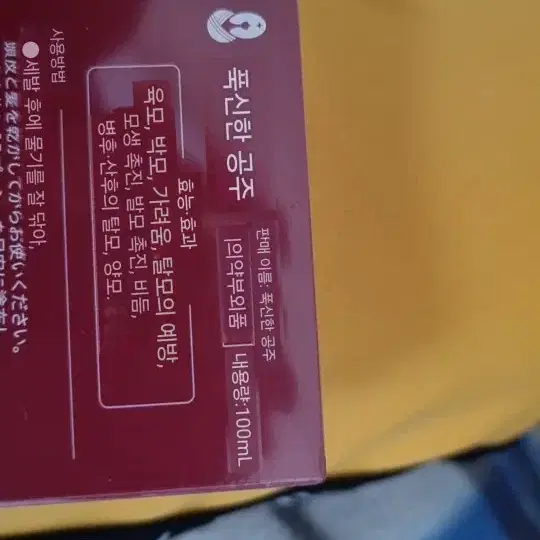 폭신한 공주
판매 이름: 폭신한 공주
의약부외품
내용량:100mL
효능·효과
육모, 박모, 가려움, 탈모의 예방,
모생 촉진, 발모 촉진, 비듬,
병후·산후의 탈모, 양모.
사용방법
●세발 후에 물기를 잘 닦아,
頭皮と髪を乾かしてからお使いください。